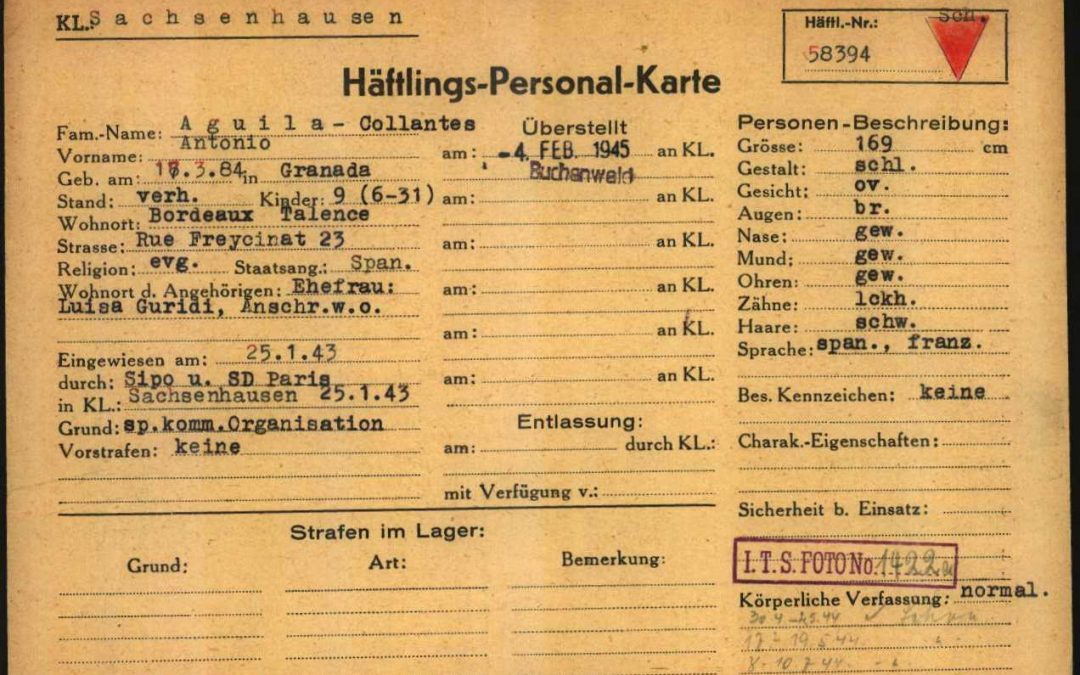 KL.: Sachsenhausen
Häftl.-Nr.:
58394
Sch.
Häftlings-Personal-Karte
Fam.-Name: Aguila-Collantes
Vorname: Antonio
Geb. am: .3.84 in Granada
Stand: verh. Kinder: 9 (6-31)
Wohnort: Bordeaux Talence
Strasse: Rue Freycinat 23
Religion: evg. Staatsang.: Span.
Wohnort d. Angehörigen: Ehefrau:
Luisa Guridi, Anschr.w.o.
Eingewiesen am: 25.1.43
durch: Sipo u. SD Paris
in KL.: Sachsenhausen 25.1.43
Grund: sp.komm.Organisation
Vorstrafen: keine
Überstellt
am: -4. FEB. 1945 an KL.
Buchenwald
am: an KL.
am: an KL.
am: an KL.
am: an KL.
am: an KL.
Entlassung:
am: durch KL.:
mit Verfügung v.:
Personen-Beschreibung:
Grösse: 169 cm
Gestalt: schl.
Gesicht: ov.
Augen: br.
Nase: gew.
Mund: gew.
Ohren: gew.
Zähne: lckh.
Haare: schw.
Sprache: span., franz.
Bes. Kennzeichen: keine
Charak.-Eigenschaften:
Sicherheit b. Einsatz:
I.T.S. FOTO No. 1422
Körperliche Verfassung: normal.
Strafen im Lager:
Grund: Art: Bemerkung: